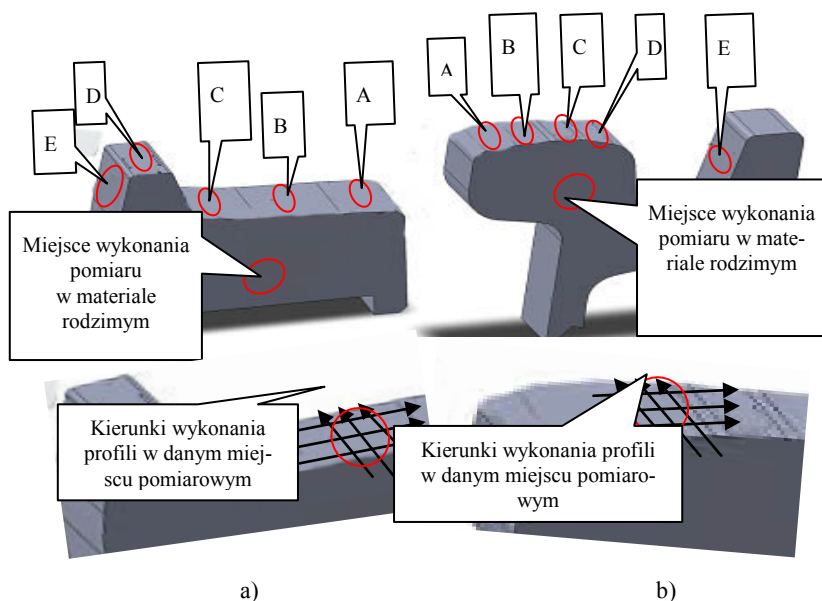 D
E
C
B
A
Miejsce wykonania
pomiaru
w materiale
rodzimym
A
B
C
D
E
Miejsce wykonania
pomiaru w mate-
riale rodzimym
Kierunki wykonania
profili w danym miej-
scu pomiarowym
Kierunki wykonania profili
w danym miejscu pomiaro-
wym
a)
b)